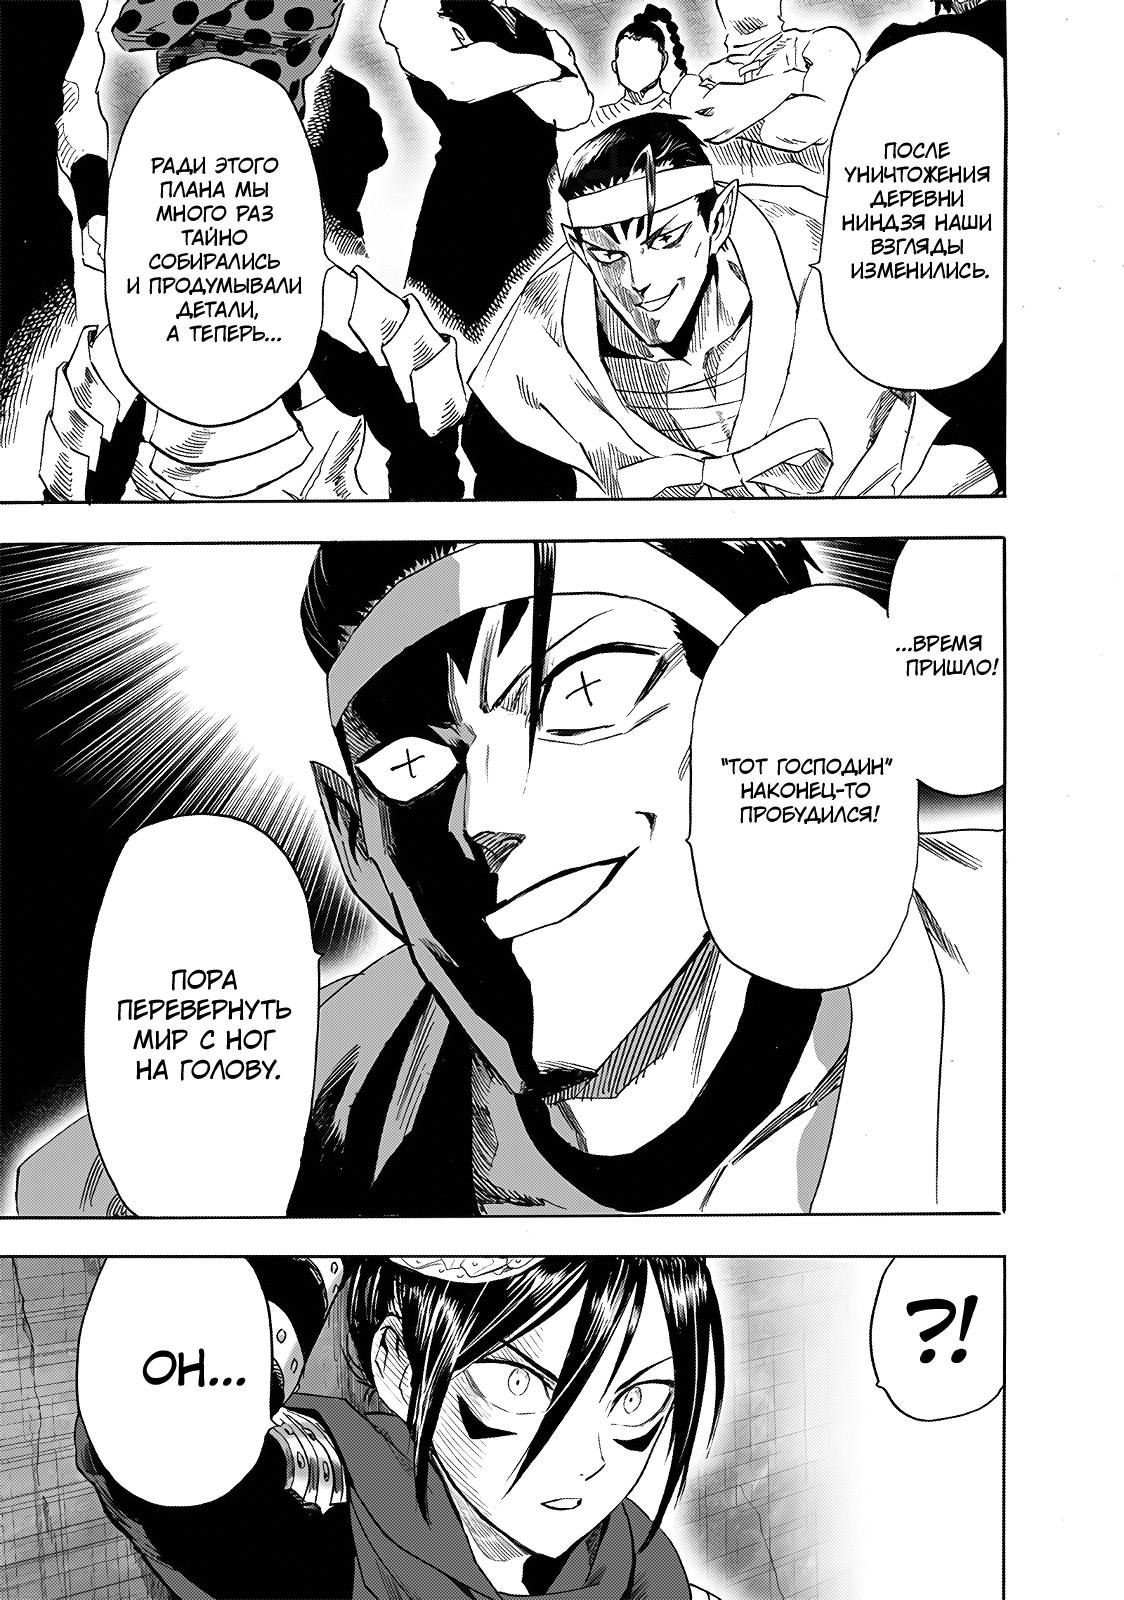 ПОСЛЕ
УНИЧТОЖЕНИЯ
ДЕРЕВНИ
НИНДЗЯ НАШИ
ВЗГЛЯДЫ
ИЗМЕНИЛИСЬ.
РАДИ ЭТОГО
ПЛАНА МЫ
МНОГО РАЗ
ТАЙНО
СОБИРАЛИСЬ
И ПРОДУМЫВАЛИ
ДЕТАЛИ,
А ТЕПЕРЬ...
...ВРЕМЯ
ПРИШЛО!
"ТОТ ГОСПОДИН"
НАКОНЕЦ-ТО
ПРОБУДИЛСЯ!
ПОРА
ПЕРЕВЕРНУТЬ
МИР С НОГ
НА ГОЛОВУ.
?!
ОН...